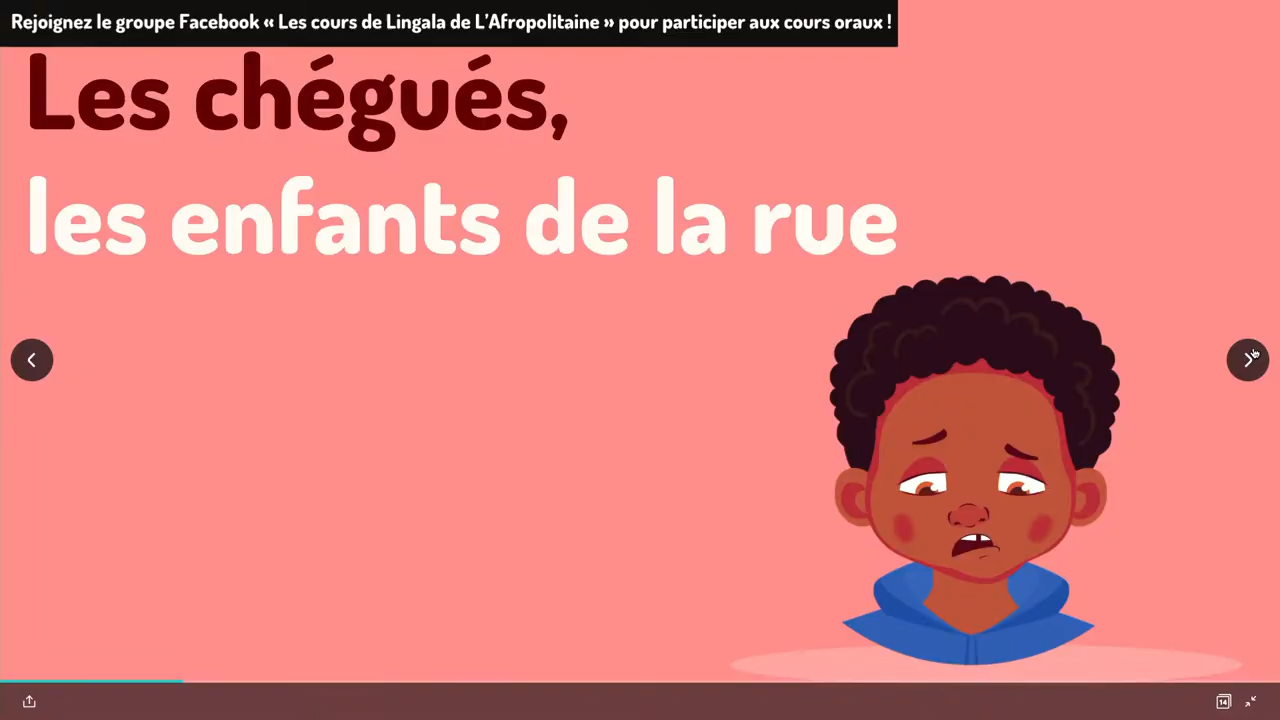 Rejoignez le groupe Facebook « Les cours de Lingala de L’Afropolitaine » pour participer aux cours oraux !
Les chégués,
les enfants de la rue
14